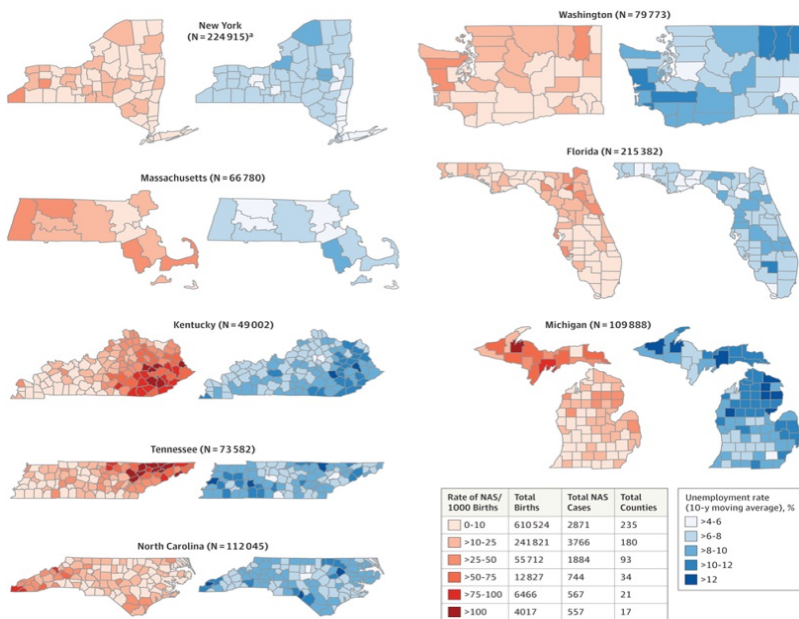 New York
(N = 224 915)a
Washington (N = 79 773)
Massachusetts (N = 66 780)
Florida (N = 215 382)
Kentucky (N = 49 002)
Michigan (N = 109 888)
Tennessee (N = 73 582)
North Carolina (N = 112 045)
Rate of NAS/ 1000 Births Total Births Total NAS Cases Total Counties
0-10 610 524 2871 235
>10-25 241 821 3766 180
>25-50 55 712 1884 93
>50-75 12 827 744 34
>75-100 6466 567 21
>100 4017 557 17
Unemployment rate
(10-y moving average), %
>4-6
>6-8
>8-10
>10-12
>12